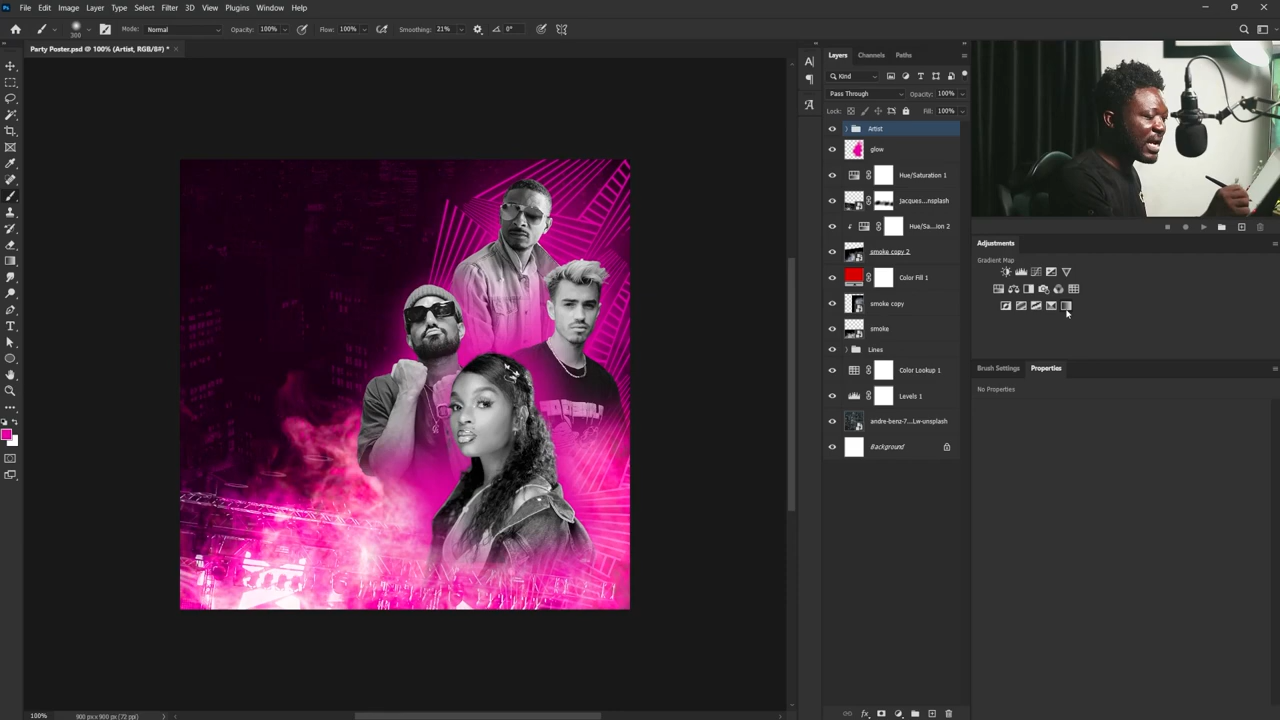 File Edit Image Layer Type Select Filter 3D View Plugins Window Help
300 Mode: Normal Opacity: 100% Flow: 100% Smoothing: 21% 0°
Party Poster.psd @ 100% (Artist, RGB/8#) *
Layers Channels Paths
Kind
Pass Through Opacity: 100%
Lock: Fill: 100%
Artist
glow
Hue/Saturation 1
jacques...nsplash
Hue/Sa...ion 2
smoke copy 2
Color Fill 1
smoke copy
smoke
Lines
Color Lookup 1
Levels 1
andre-benz-7...Lw-unsplash
Background
Adjustments
Gradient Map
Brush Settings Properties
No Properties
100% 900 px x 900 px (72 ppi)